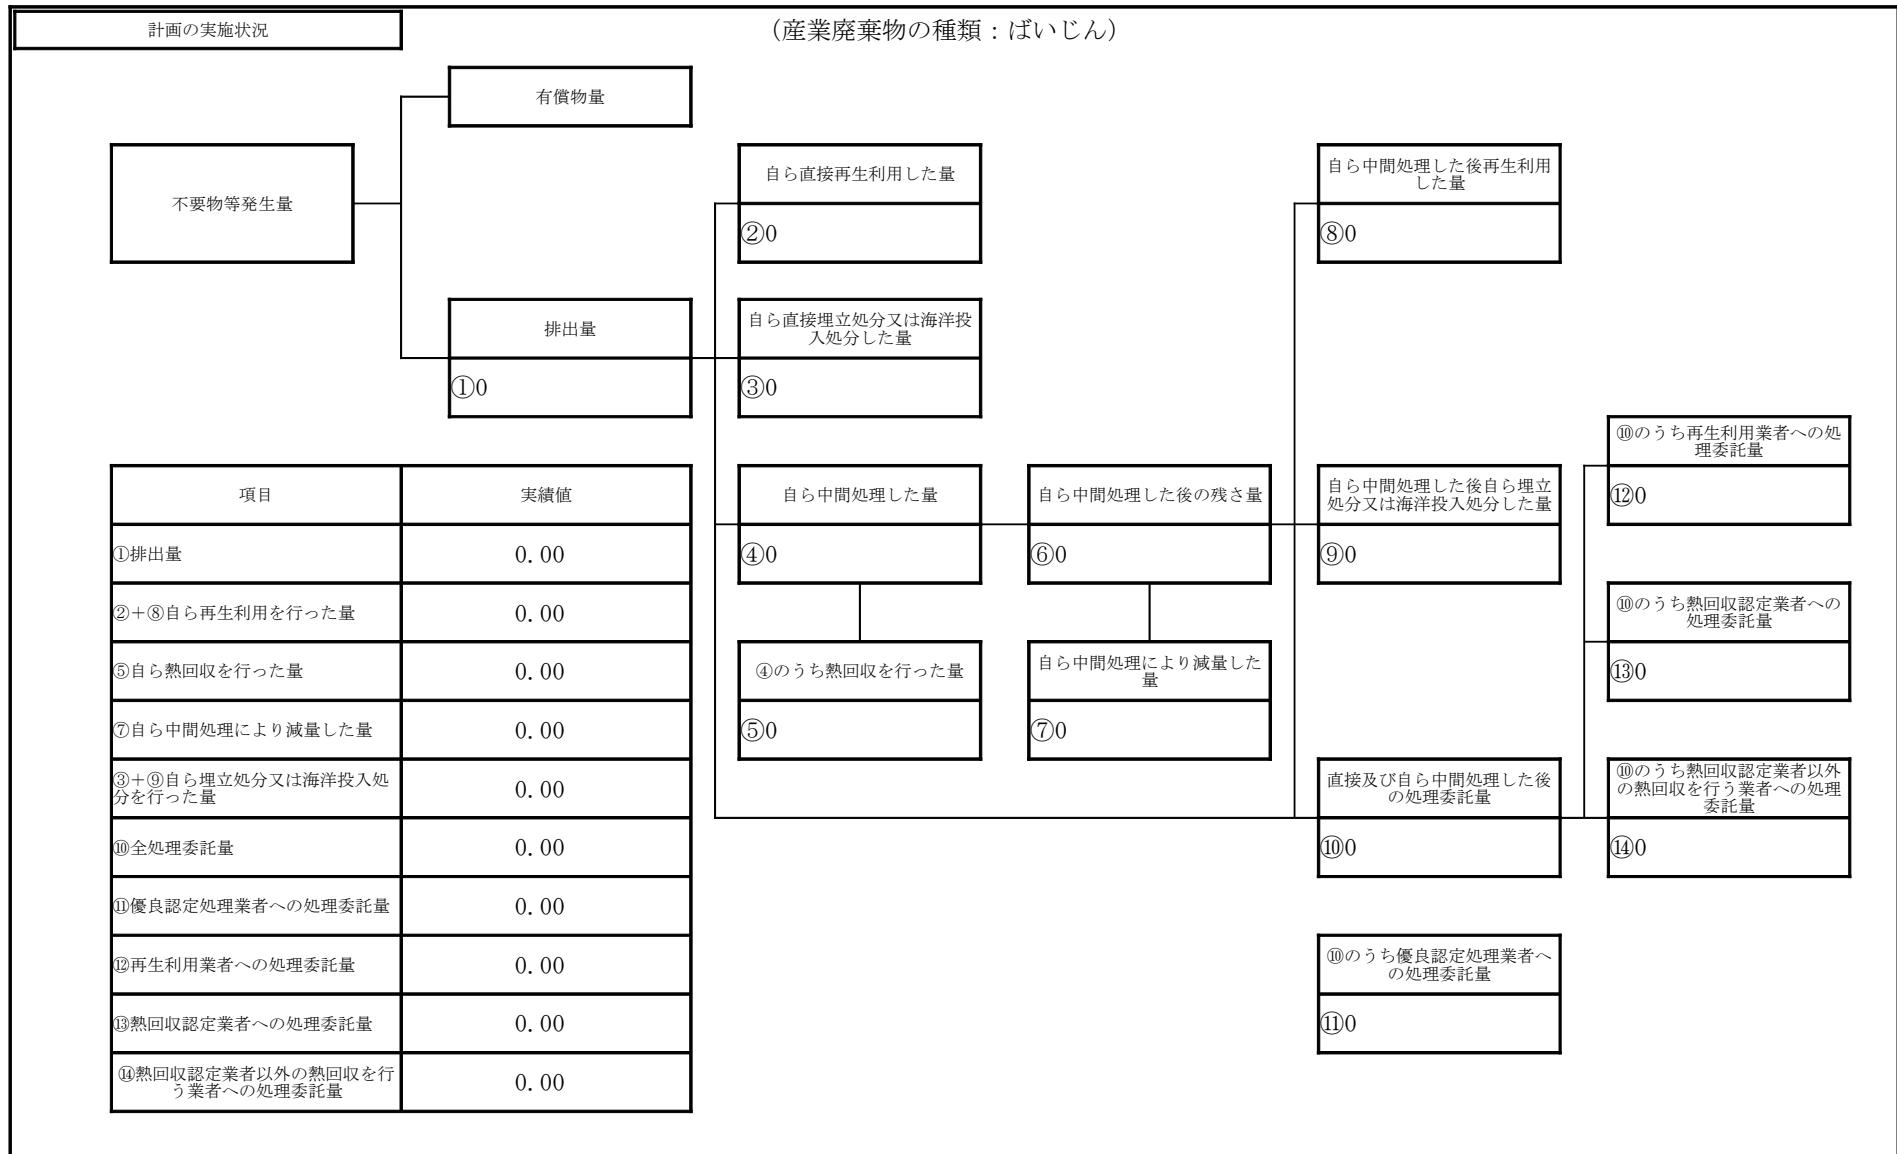 計画の実施状況
(産業廃棄物の種類：ばいじん)
有償物量
不要物等発生量
自ら直接再生利用した量
②0
自ら中間処理した後再生利用
した量
⑧0
排出量
①0
自ら直接埋立処分又は海洋投
入処分した量
③0
⑩のうち再生利用業者への処
理委託量
⑫0
項目
実績値
①排出量
0.00
②＋⑧自ら再生利用を行った量
0.00
⑤自ら熱回収を行った量
0.00
⑦自ら中間処理により減量した量
0.00
③＋⑨自ら埋立処分又は海洋投入処
分を行った量
0.00
⑩全処理委託量
0.00
⑪優良認定処理業者への処理委託量
0.00
⑫再生利用業者への処理委託量
0.00
⑬熱回収認定業者への処理委託量
0.00
⑭熱回収認定業者以外の熱回収を行
う業者への処理委託量
0.00
自ら中間処理した量
④0
自ら中間処理した後の残さ量
⑥0
自ら中間処理した後自ら埋立
処分又は海洋投入処分した量
⑨0
④のうち熱回収を行った量
⑤0
自ら中間処理により減量した
量
⑦0
⑩のうち熱回収認定業者への
処理委託量
⑬0
直接及び自ら中間処理した後
の処理委託量
⑩0
⑩のうち熱回収認定業者以外
の熱回収を行う業者への処理
委託量
⑭0
⑩のうち優良認定処理業者へ
の処理委託量
⑪0